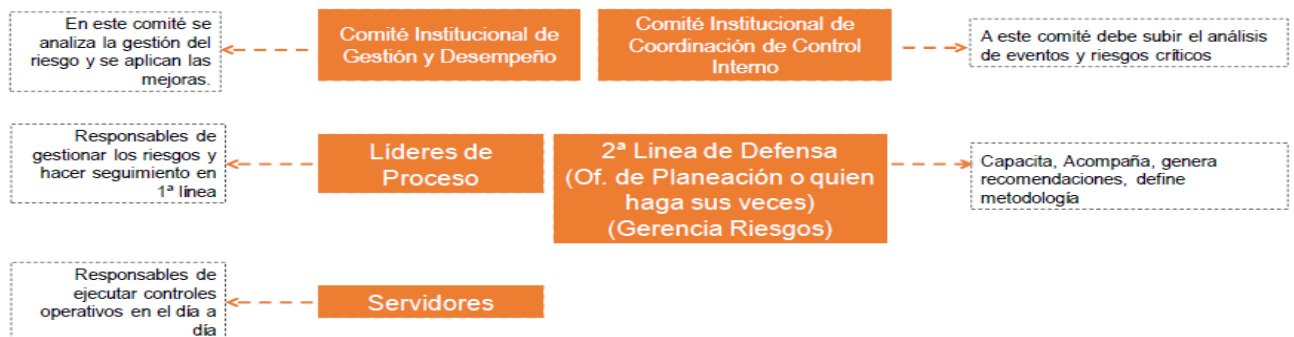 En este comité se
analiza la gestión del
riesgo y se aplican las
mejoras.
Comité Institucional de
Gestión y Desempeño
Comité Institucional de
Coordinación de Control
Interno
A este comité debe subir el análisis
de eventos y riesgos críticos
Responsables de
gestionar los riesgos y
hacer seguimiento en
1ª línea
Líderes de
Proceso
2ª Linea de Defensa
(Of. de Planeación o quien
haga sus veces)
(Gerencia Riesgos)
Capacita, Acompaña, genera
recomendaciones, define
metodología
Responsables de
ejecutar controles
operativos en el día a
día
Servidores